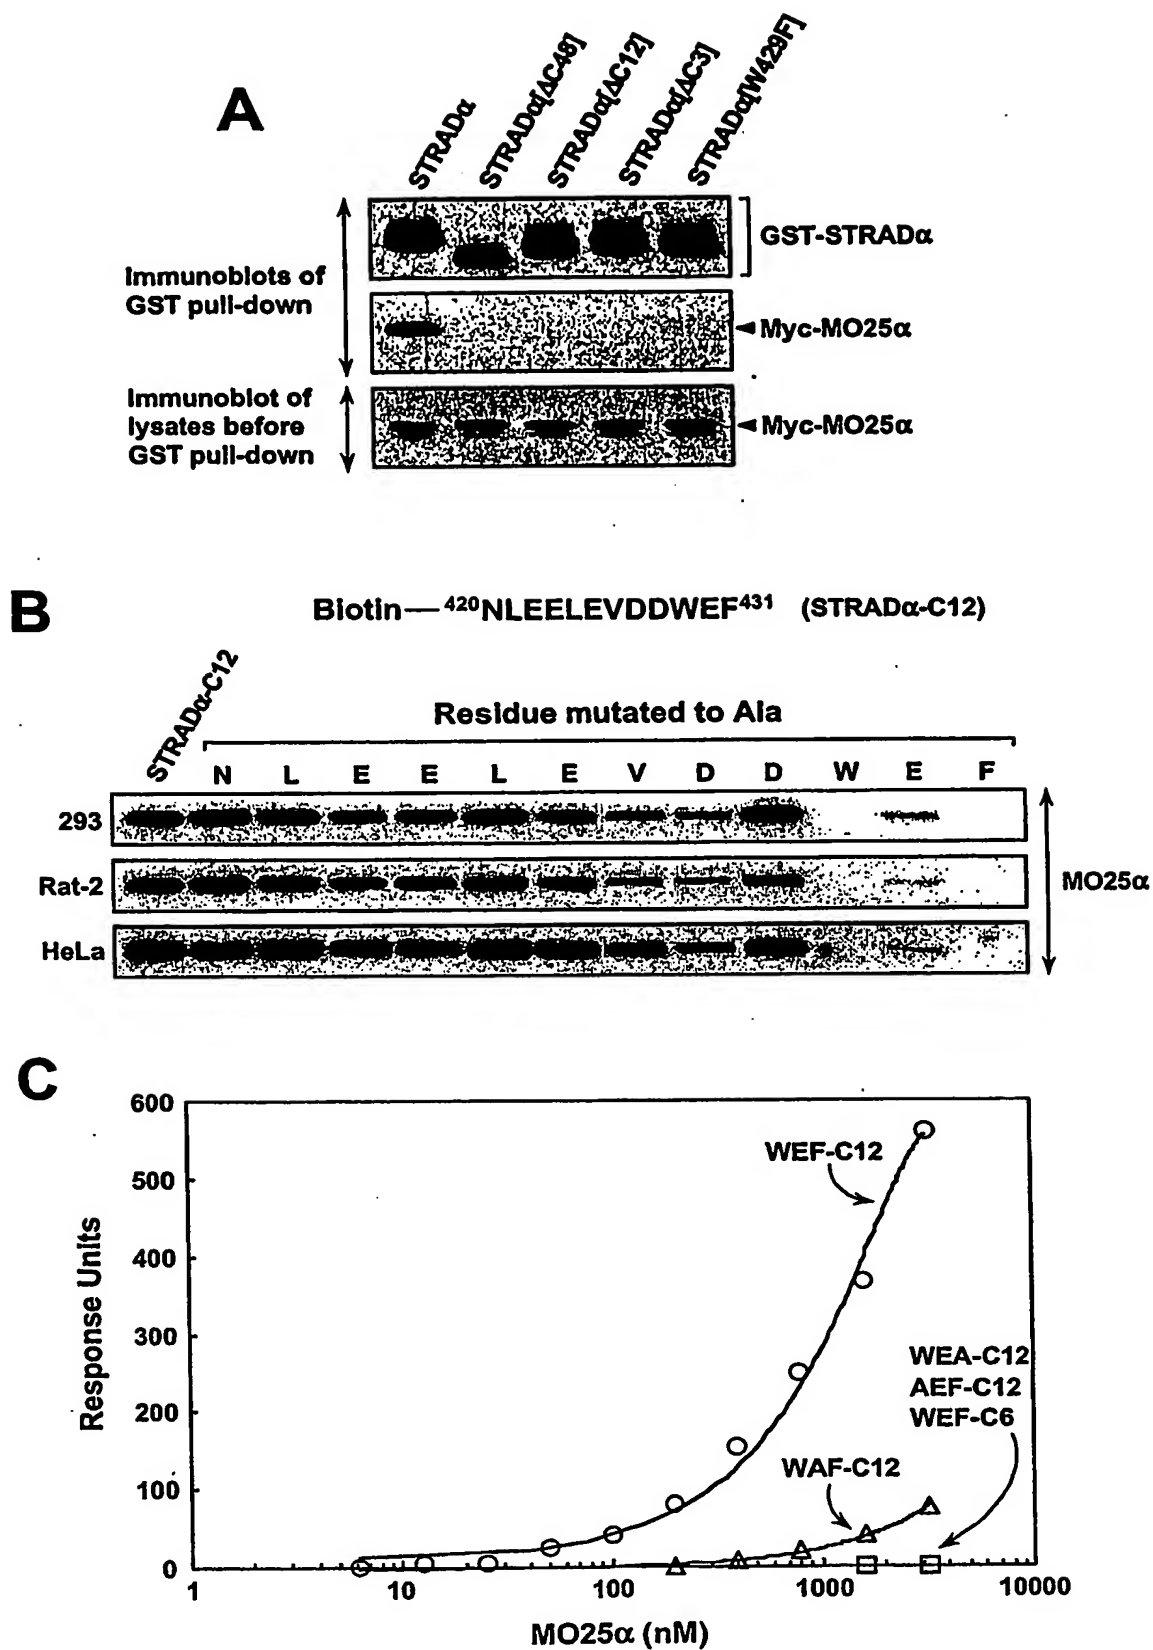 A
STRADα
STRADα[ΔC48]
STRADα[ΔC12]
STRADα[ΔC3]
STRADα[W429F]
GST-STRADα
Immunoblots of
GST pull-down
Myc-MO25α
Immunoblot of
lysates before
GST pull-down
Myc-MO25α
B
Biotin—⁴²⁰NLEELEVDDWEF⁴³¹ (STRADα-C12)
STRADα-C12
Residue mutated to Ala
N L E E L E V D D W E F
293
Rat-2
HeLa
MO25α
C
600
500
400
300
200
100
0
Response Units
WEF-C12
WEA-C12
AEF-C12
WEF-C6
WAF-C12
1 10 100 1000 10000
MO25α (nM)